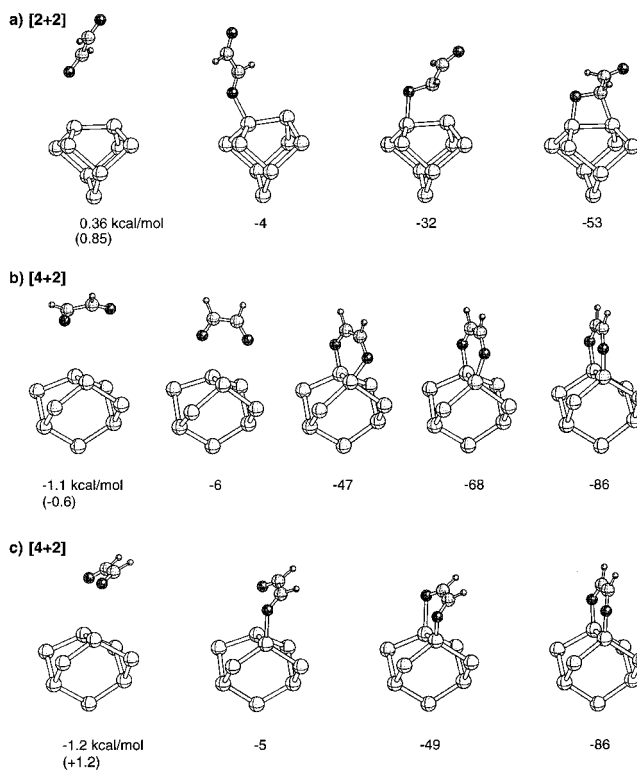 a) [2+2]
0.36 kcal/mol -4 -32 -53
(0.85)
b) [4+2]
-1.1 kcal/mol -6 -47 -68 -86
(-0.6)
c) [4+2]
-1.2 kcal/mol -5 -49 -86
(+1.2)